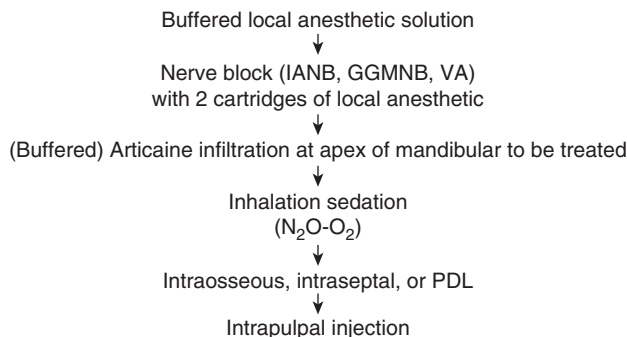 Buffered local anesthetic solution
Nerve block (IANB, GGMNB, VA)
with 2 cartridges of local anesthetic
(Buffered) Articaine infiltration at apex of mandibular to be treated
Inhalation sedation
(N₂O-O₂)
Intraosseous, intraseptal, or PDL
Intrapulpal injection